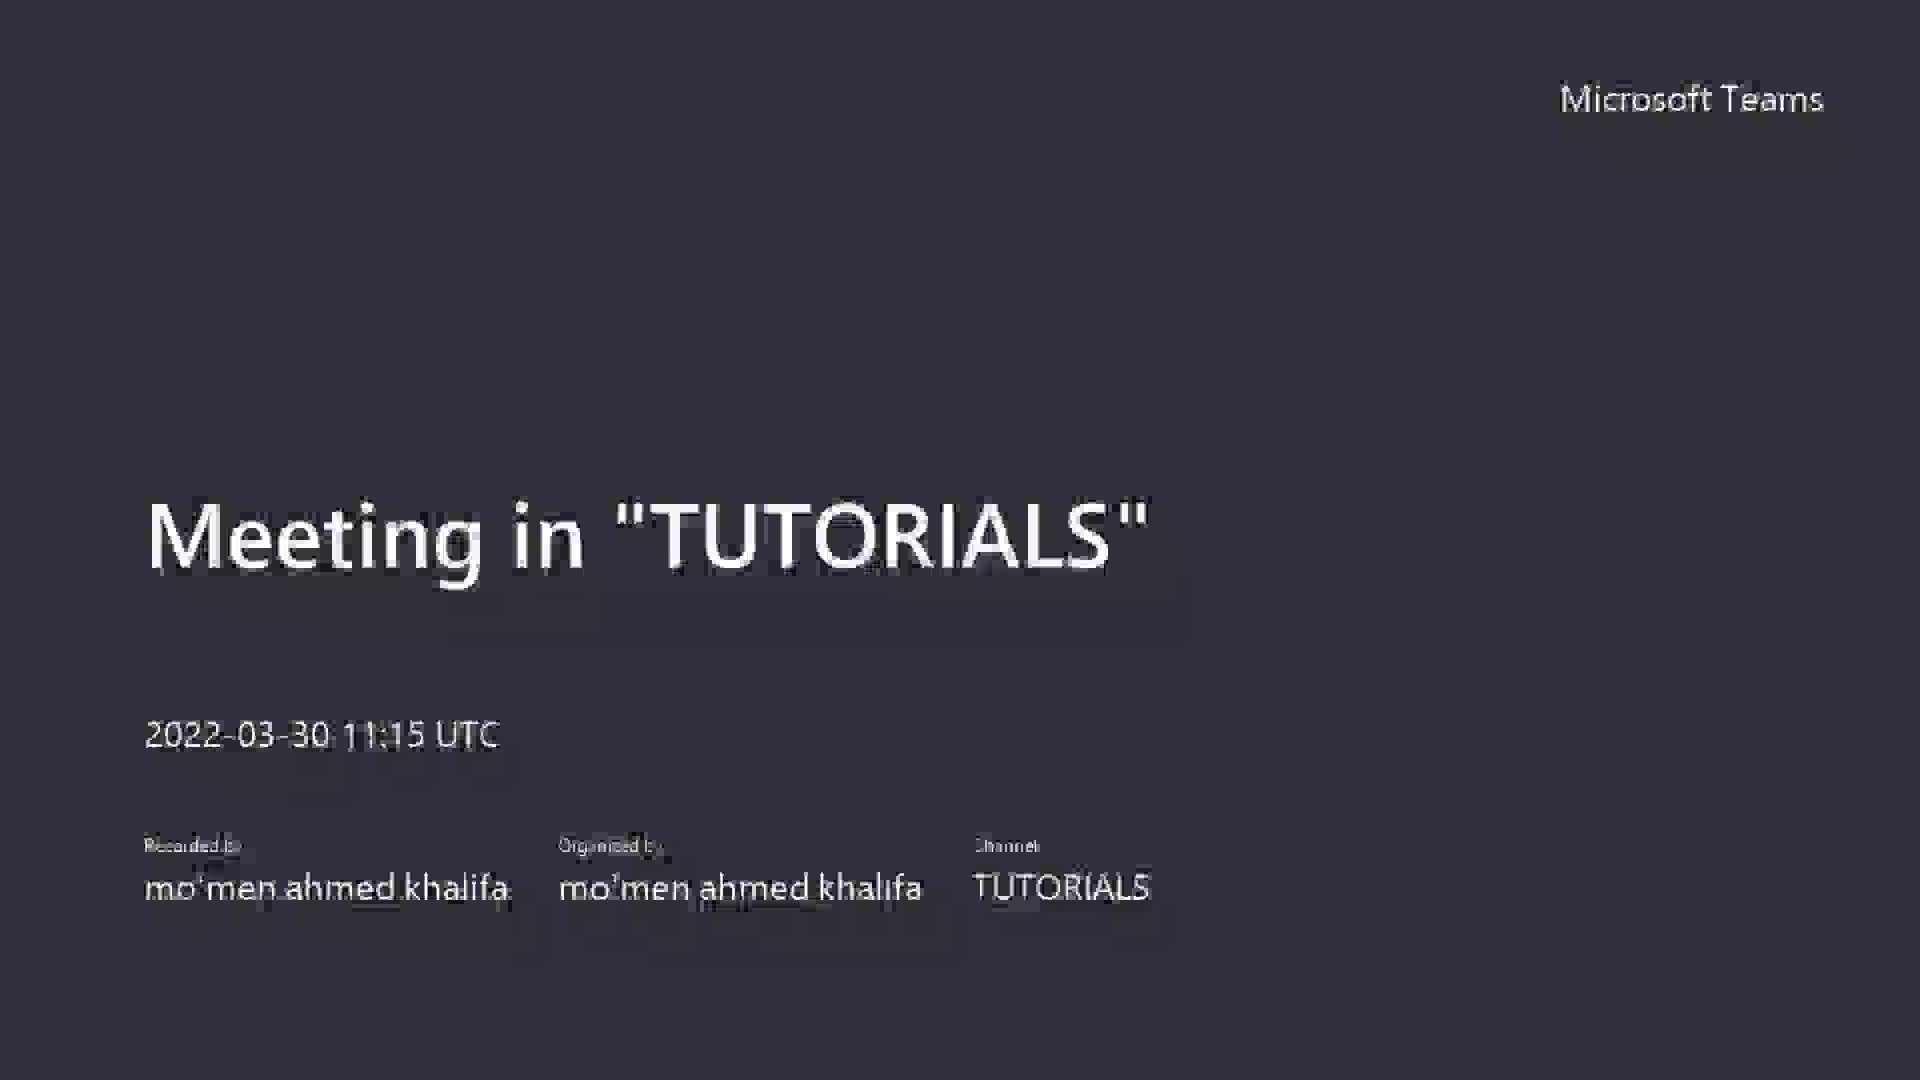 Microsoft Teams
Meeting in "TUTORIALS"
2022-03-30 11:15 UTC
Recorded by
Organized by
Channel
mo'men ahmed khalifa
mo'men ahmed khalifa
TUTORIALS